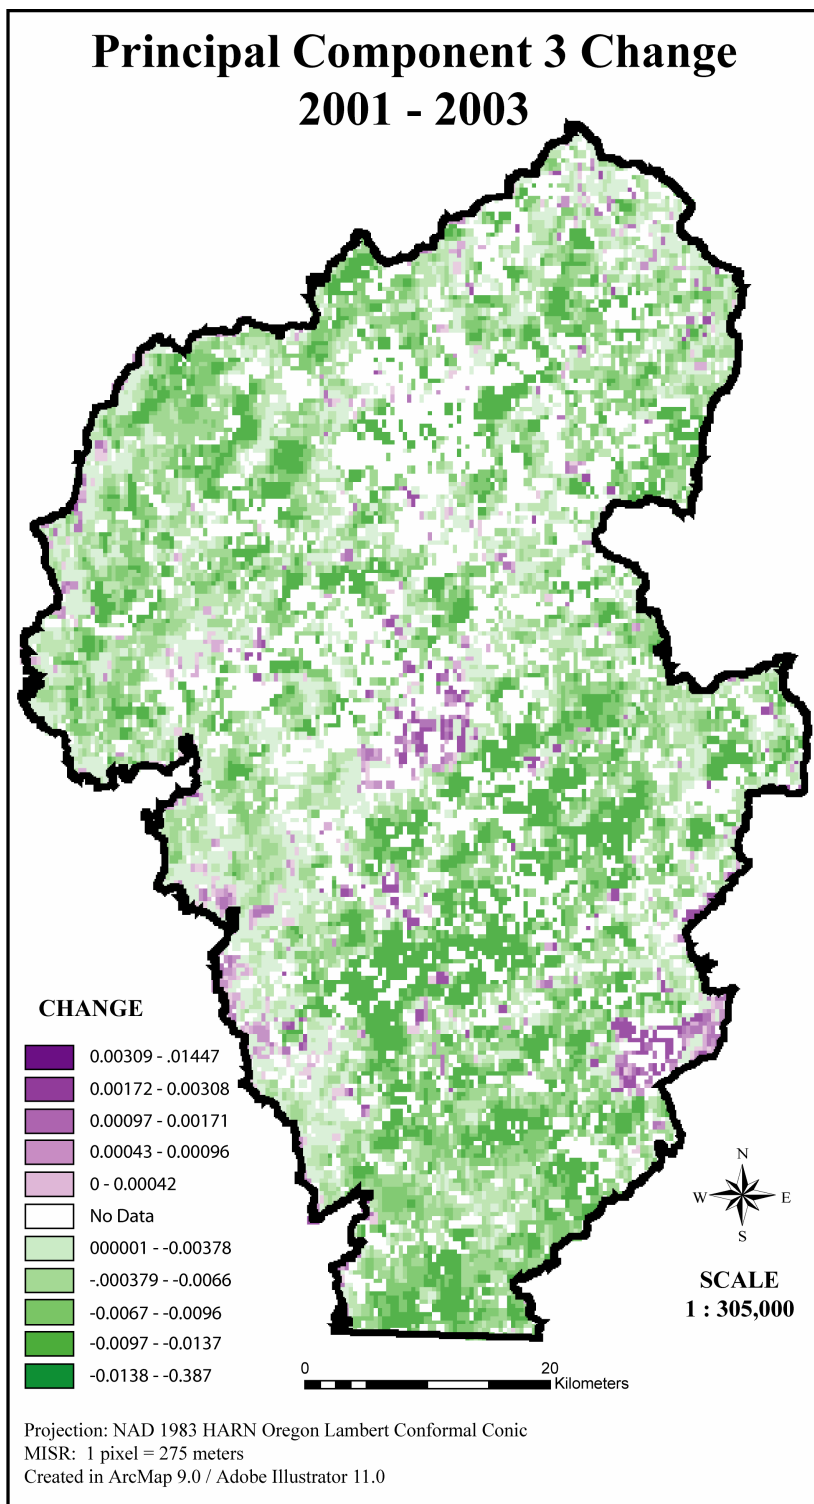 Principal Component 3 Change
2001 - 2003
CHANGE
0.00309 - .01447
0.00172 - 0.00308
0.00097 - 0.00171
0.00043 - 0.00096
0 - 0.00042
No Data
000001 - -0.00378
-.000379 - -0.0066
-0.0067 - -0.0096
-0.0097 - -0.0137
-0.0138 - -0.387
N
W E
S
SCALE
1 : 305,000
0 20
Kilometers
Projection: NAD 1983 HARN Oregon Lambert Conformal Conic
MISR: 1 pixel = 275 meters
Created in ArcMap 9.0 / Adobe Illustrator 11.0